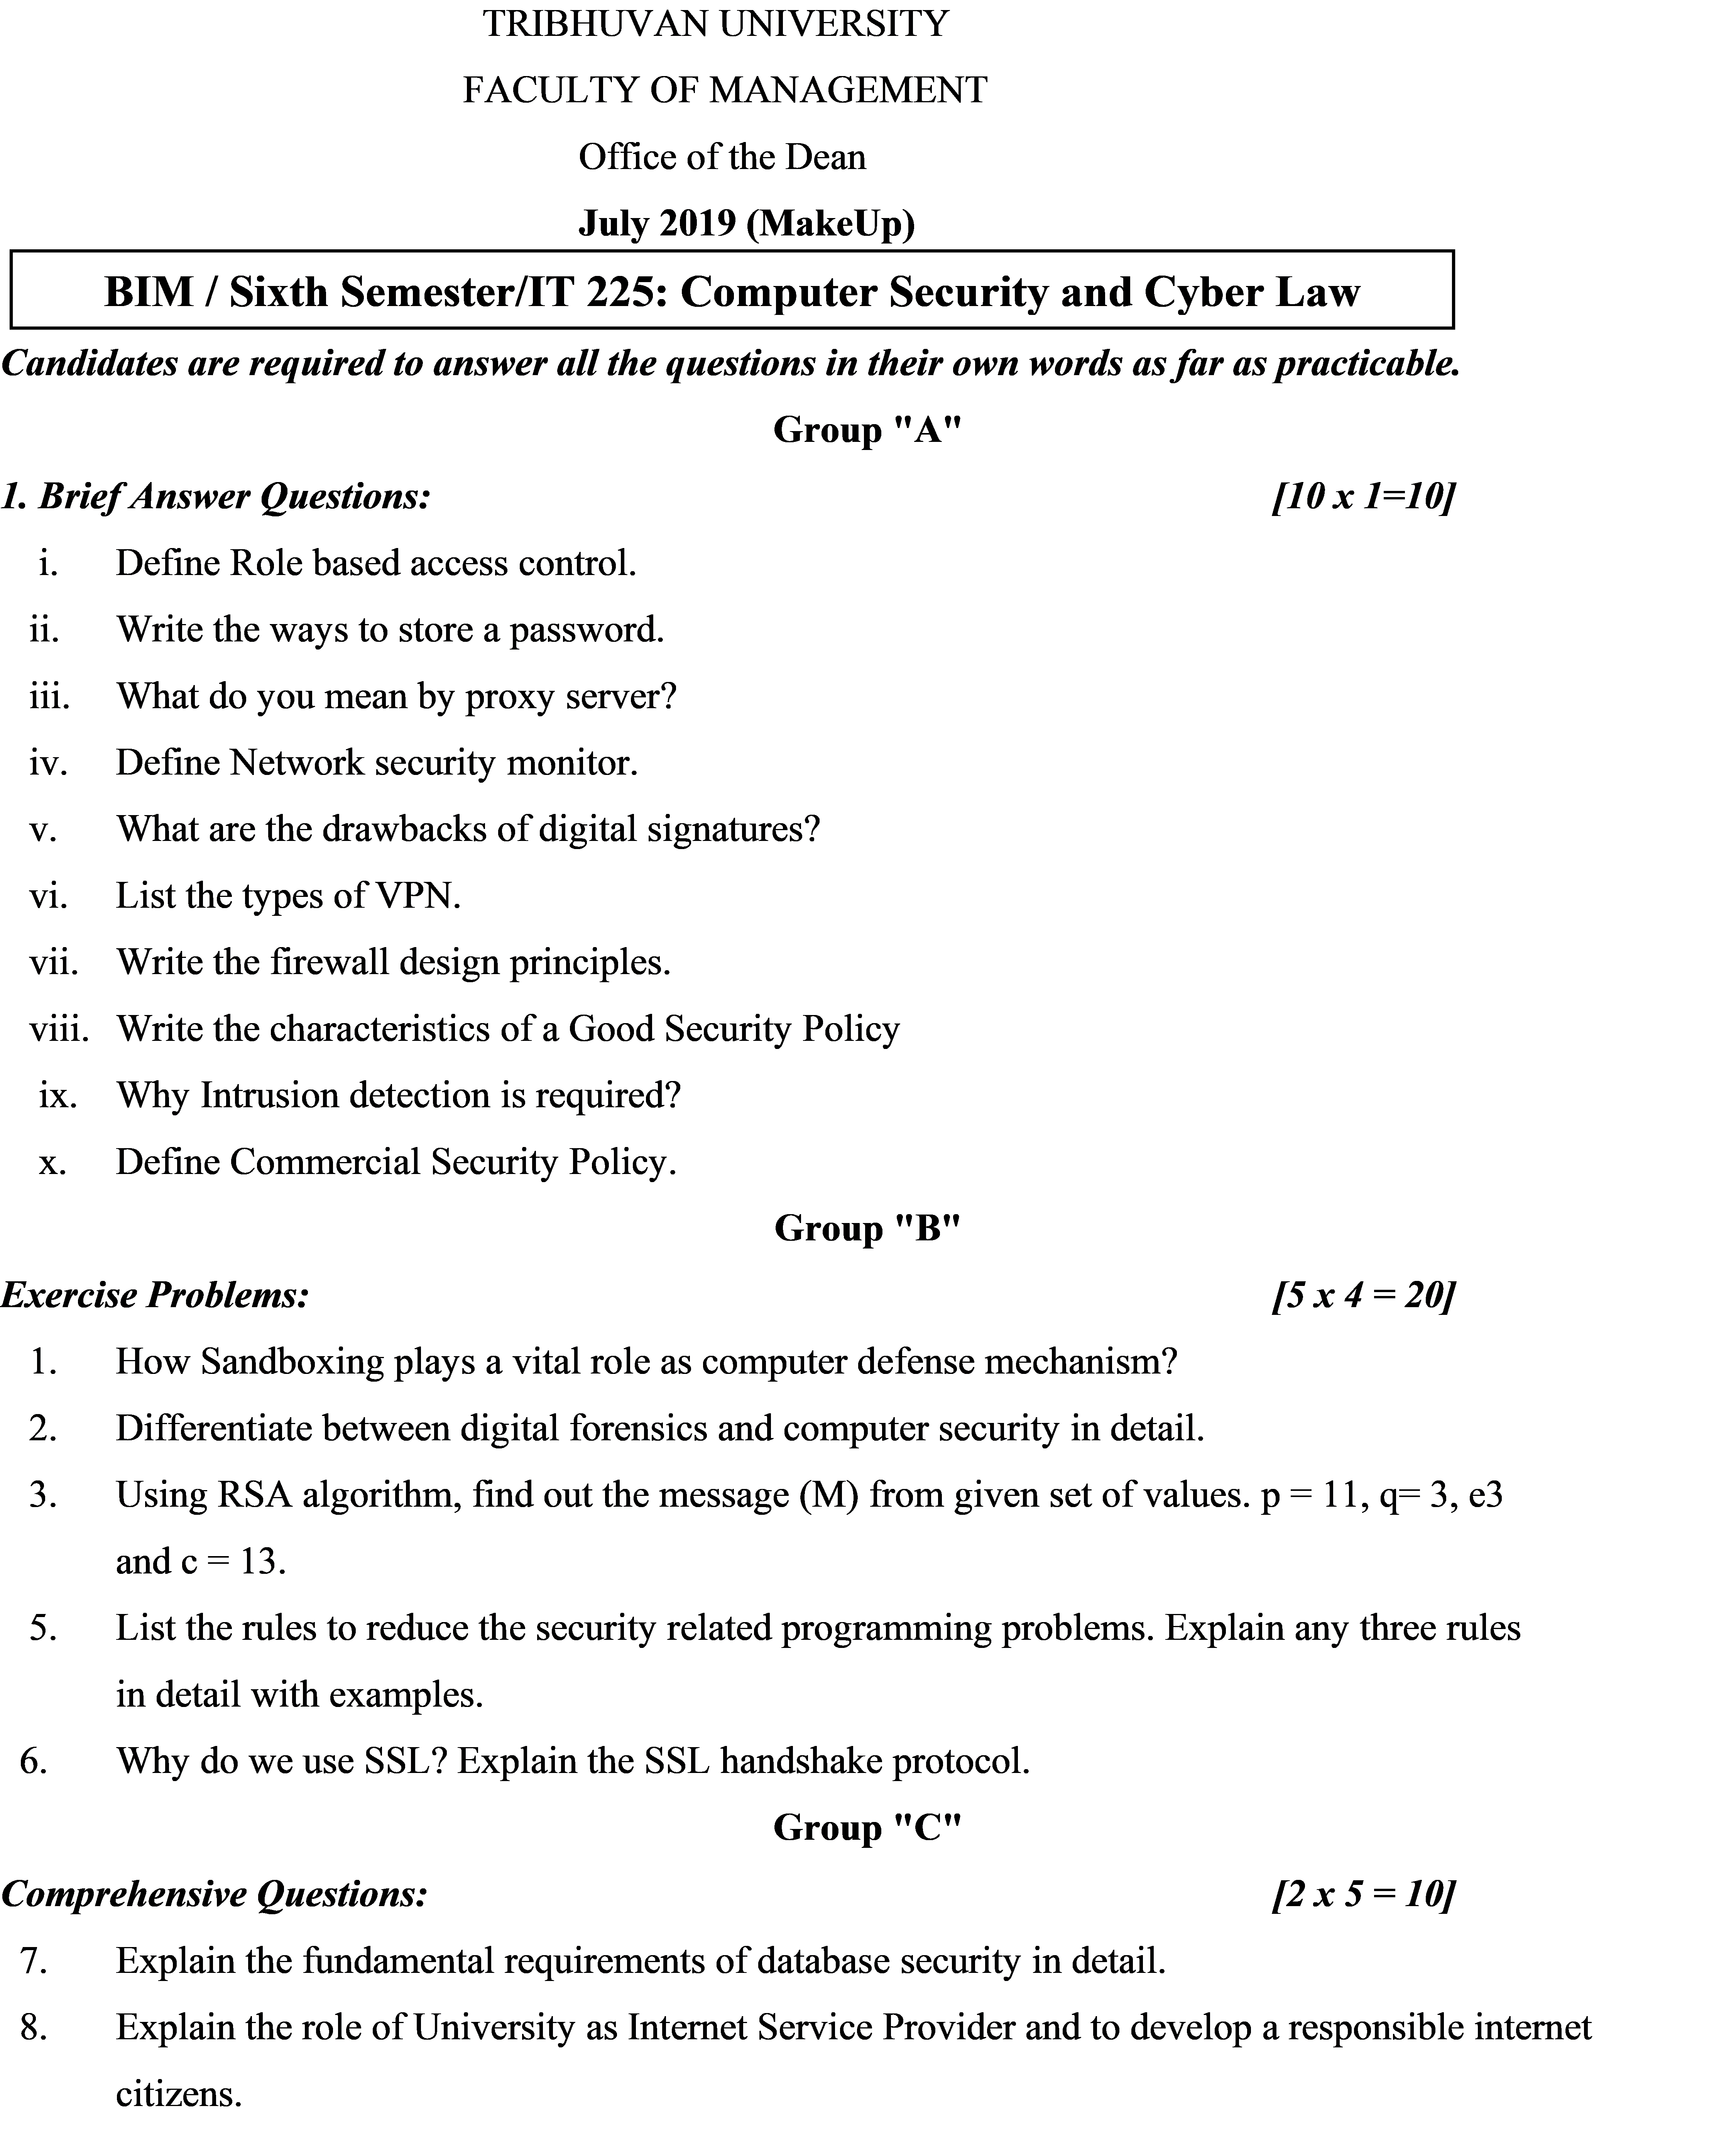 TRIBHUVAN UNIVERSITY
FACULTY OF MANAGEMENT
Office of the Dean
July 2019 (MakeUp)
BIM / Sixth Semester/IT 225: Computer Security and Cyber Law
Candidates are required to answer all the questions in their own words as far as practicable.
Group "A"
1. Brief Answer Questions: [10 x 1=10]
i. Define Role based access control.
ii. Write the ways to store a password.
iii. What do you mean by proxy server?
iv. Define Network security monitor.
v. What are the drawbacks of digital signatures?
vi. List the types of VPN.
vii. Write the firewall design principles.
viii. Write the characteristics of a Good Security Policy
ix. Why Intrusion detection is required?
x. Define Commercial Security Policy.
Group "B"
Exercise Problems: [5 x 4 = 20]
1. How Sandboxing plays a vital role as computer defense mechanism?
2. Differentiate between digital forensics and computer security in detail.
3. Using RSA algorithm, find out the message (M) from given set of values. p = 11, q= 3, e3
and c = 13.
5. List the rules to reduce the security related programming problems. Explain any three rules
in detail with examples.
6. Why do we use SSL? Explain the SSL handshake protocol.
Group "C"
Comprehensive Questions: [2 x 5 = 10]
7. Explain the fundamental requirements of database security in detail.
8. Explain the role of University as Internet Service Provider and to develop a responsible internet
citizens.